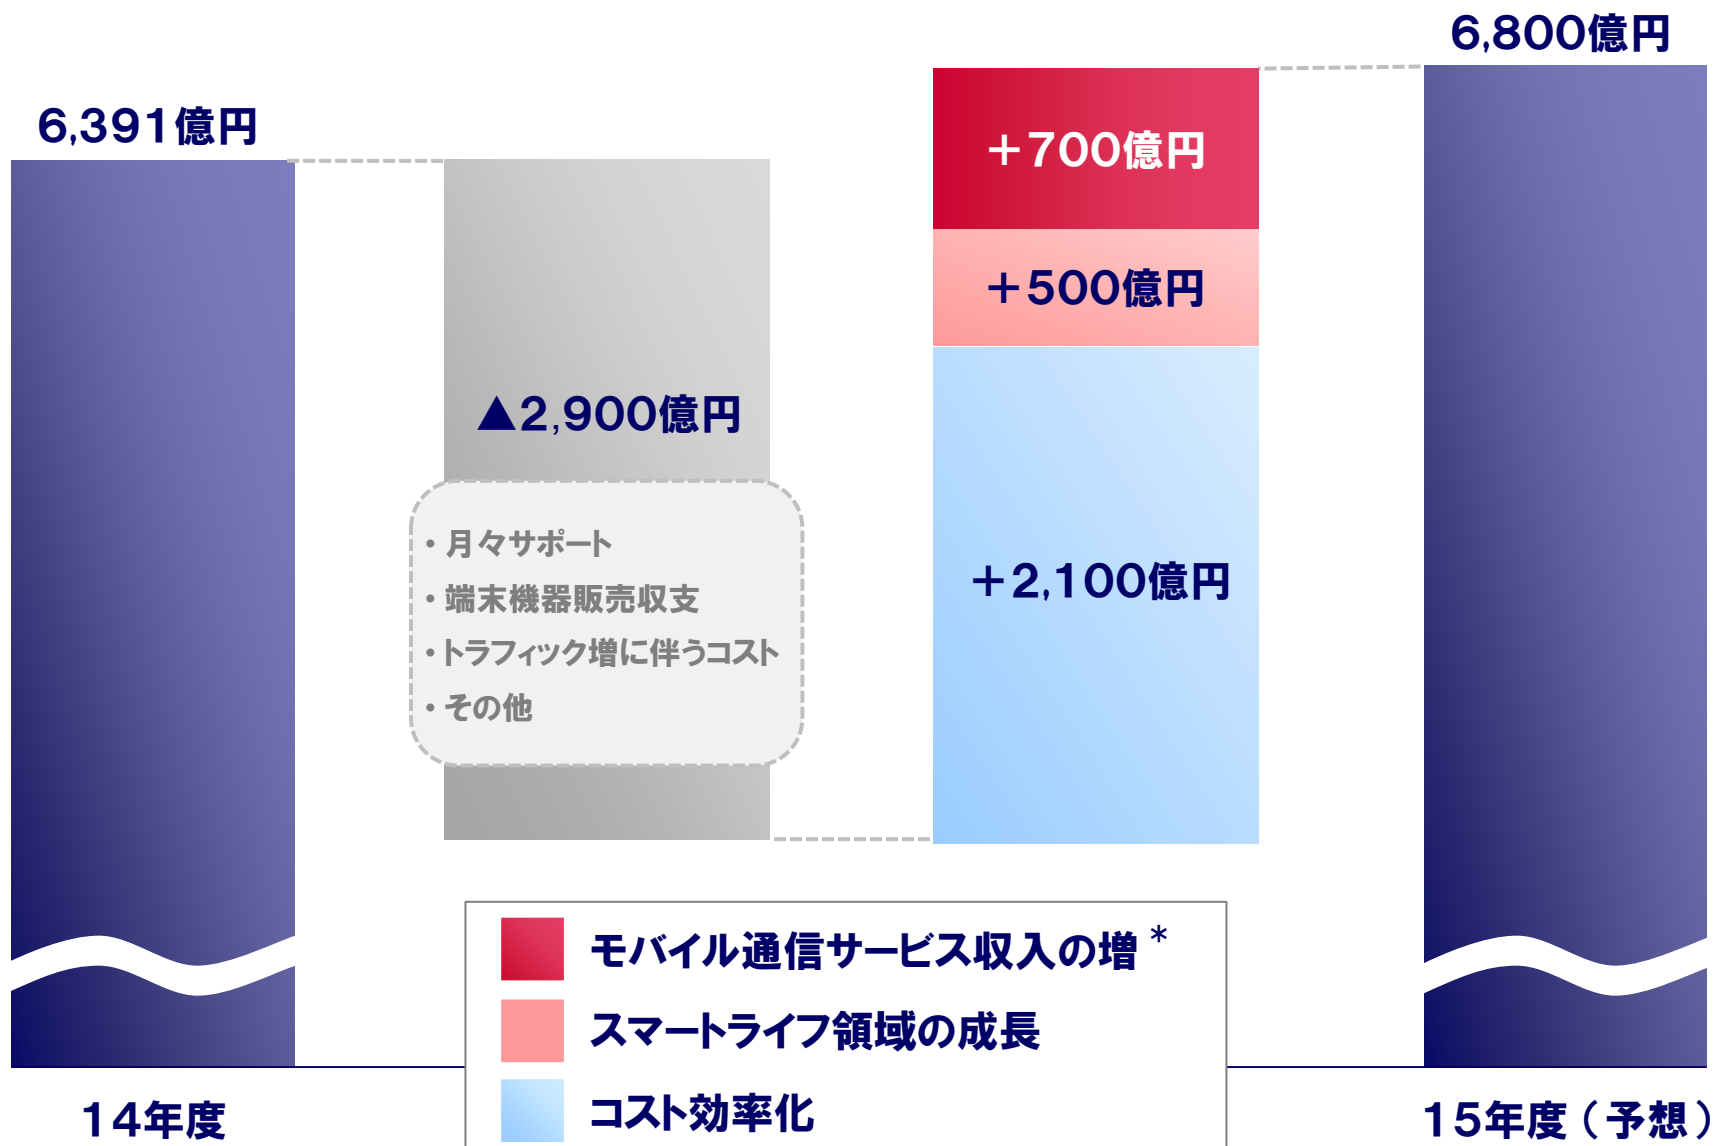 6,800億円
6,391億円
＋700億円
＋500億円
▲2,900億円
・月々サポート
・端末機器販売収支
・トラフィック増に伴うコスト
・その他
＋2,100億円
モバイル通信サービス収入の増*
スマートライフ領域の成長
コスト効率化
14年度
15年度（予想）